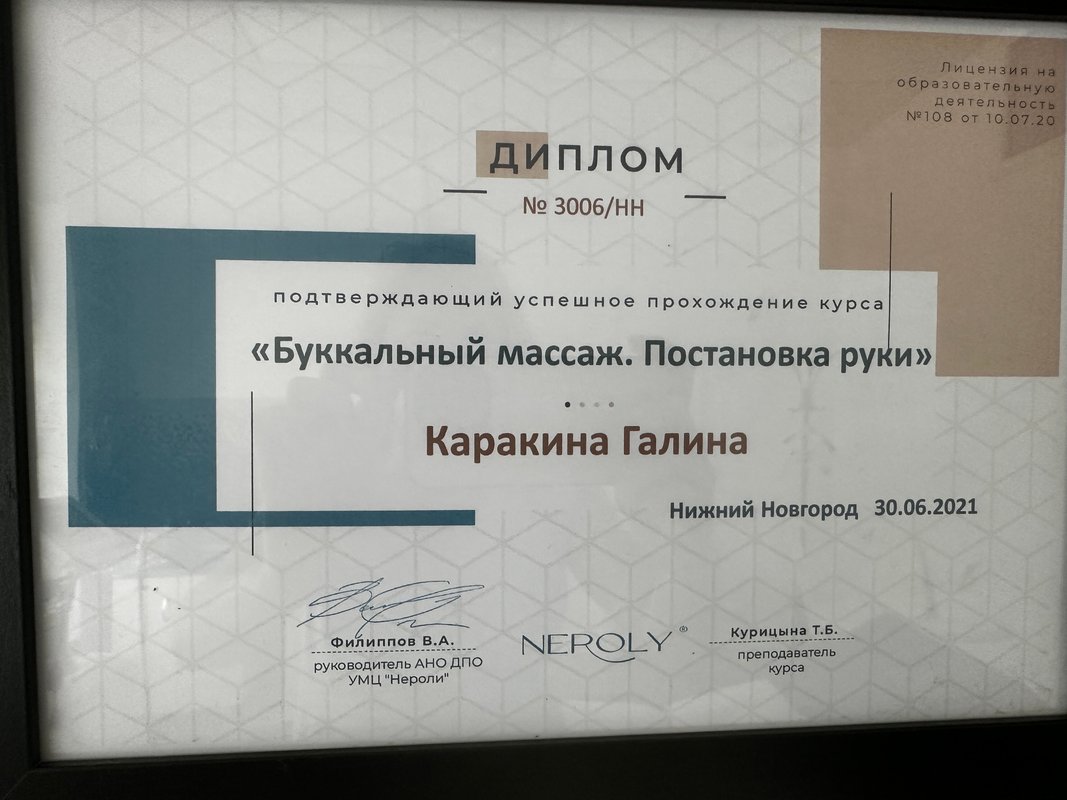 Лицензия на
образовательную
деятельность
№108 от 10.07.20
ДИПЛОМ
№ 3006/НН
подтверждающий успешное прохождение курса
«Буккальный массаж. Постановка руки»
Каракина Галина
Нижний Новгород 30.06.2021
Филиппов В.А.
руководитель АНО ДПО
УМЦ "Нероли"
NEROLY®
Курицына Т.Б.
преподаватель
курса